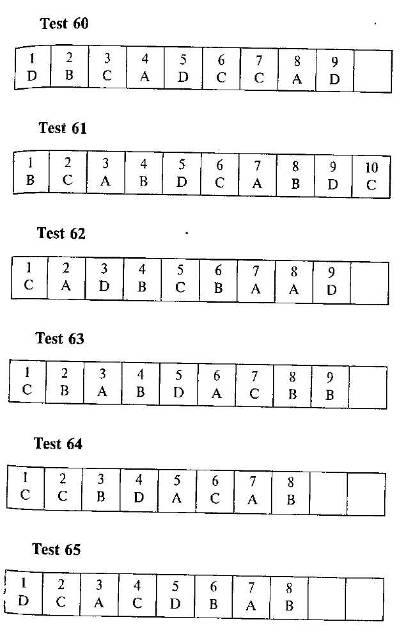 Test 60
1 2 3 4 5 6 7 8 9
D B C A D C C A D
Test 61
1 2 3 4 5 6 7 8 9 10
B C A B D C A B D C
Test 62
1 2 3 4 5 6 7 8 9
C A D B C B A A D
Test 63
1 2 3 4 5 6 7 8 9
C B A B D A C B B
Test 64
1 2 3 4 5 6 7 8
C C B D A C A B
Test 65
1 2 3 4 5 6 7 8
D C A C D B A B